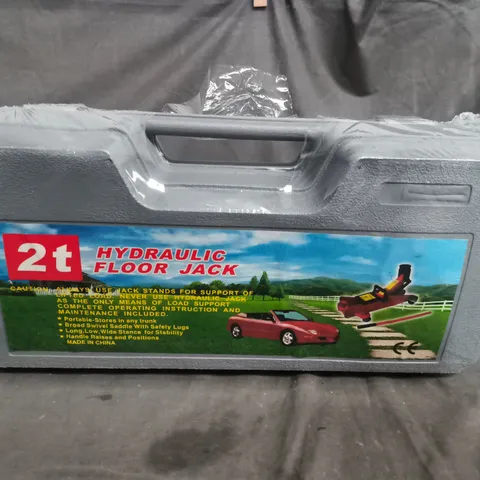 2t
HYDRAULIC
FLOOR JACK
CAUTION: ALWAYS USE JACK STANDS FOR SUPPORT OF
LOAD. NEVER USE HYDRAULIC JACK
AS THE ONLY MEANS OF LOAD SUPPORT
COMPLETE OPERATING INSTRUCTION AND
MAINTENANCE INCLUDED.
• Portable-Stores in any trunk
• Broad Swivel Saddle With Safety Lugs
• Long, Low, Wide Stance for Stability
• Handle Raises and Positions
MADE IN CHINA
CE